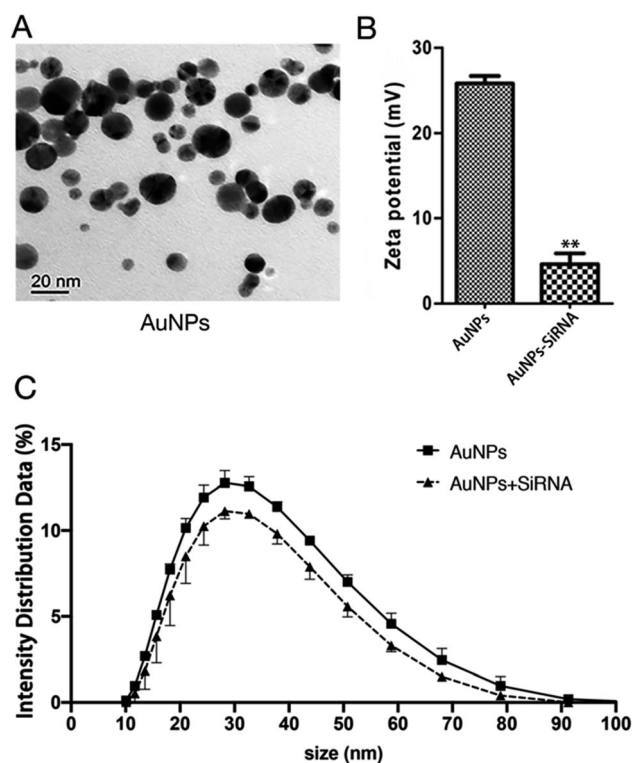 A
20 nm
AuNPs
B
Zeta potential (mV)
30
20
10
0
**
AuNPs
AuNPs-SiRNA
C
Intensity Distribution Data (%)
15
10
5
0
AuNPs
AuNPs+SiRNA
0 10 20 30 40 50 60 70 80 90 100
size (nm)